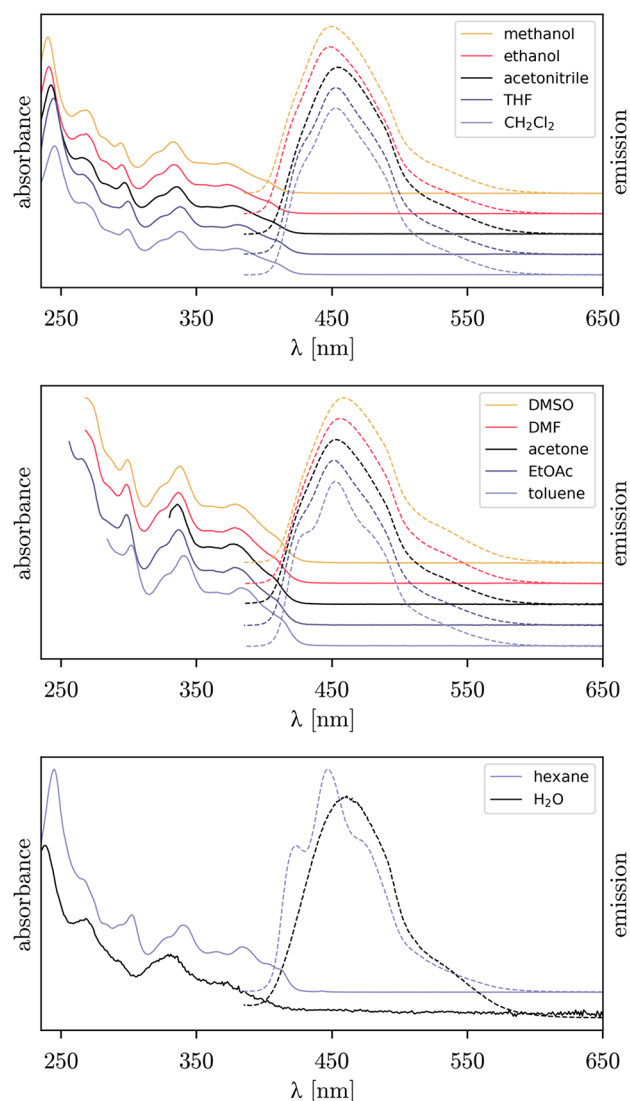 methanol
ethanol
acetonitrile
THF
CH₂Cl₂
absorbance
emission
250 350 450 550 650
λ [nm]
DMSO
DMF
acetone
EtOAc
toluene
absorbance
emission
250 350 450 550 650
λ [nm]
hexane
H₂O
absorbance
emission
250 350 450 550 650
λ [nm]